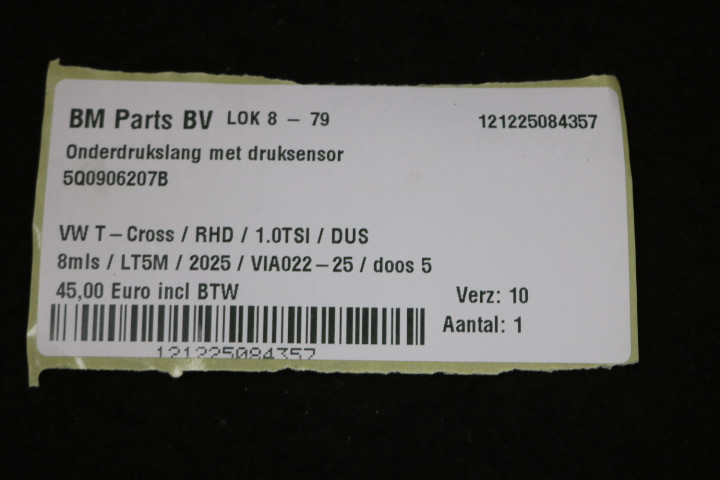 BM Parts BV LOK 8 - 79 121225084357
Onderdrukslang met druksensor
5Q0906207B
VW T-Cross / RHD / 1.0TSI / DUS
8mls / LT5M / 2025 / VIA022-25 / doos 5
45,00 Euro incl BTW Verz: 10
Aantal: 1
121225084357